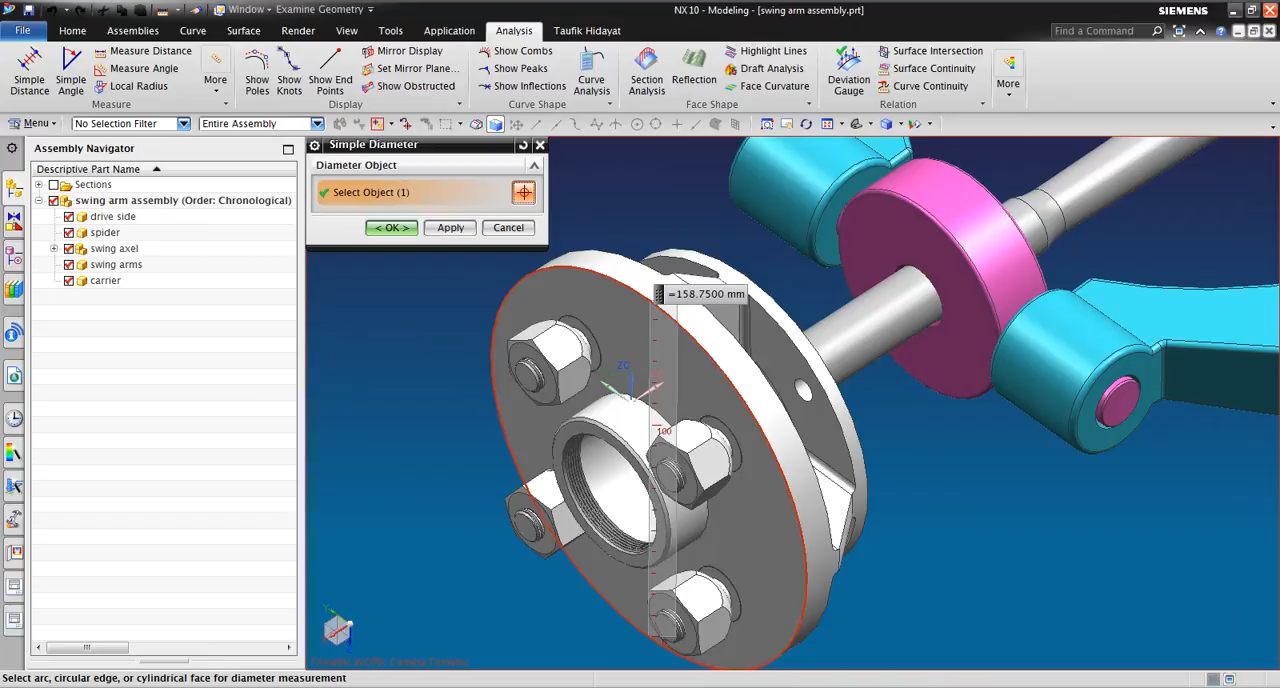 Window ▾ Examine Geometry ▾
NX 10 - Modeling - [swing arm assembly.prt]
SIEMENS
File Home Assemblies Curve Surface Render View Tools Application Analysis Taufik Hidayat
Find a Command
Simple Distance
Simple Angle
Measure Distance
Measure Angle
Local Radius
More
Measure
Show Poles
Show Knots
Show End Points
Mirror Display
Set Mirror Plane...
Show Obstructed
Display
Show Combs
Show Peaks
Show Inflections
Curve Analysis
Curve Shape
Section Analysis
Reflection
Highlight Lines
Draft Analysis
Face Curvature
Face Shape
Deviation Gauge
Surface Intersection
Surface Continuity
Curve Continuity
Relation
More
Menu ▾
No Selection Filter
Entire Assembly
Assembly Navigator
Descriptive Part Name
Sections
swing arm assembly (Order: Chronological)
drive side
spider
swing axel
swing arms
carrier
Simple Diameter
Diameter Object
Select Object (1)
< OK >
Apply
Cancel
=158.7500 mm
ZC
100
Select arc, circular edge, or cylindrical face for diameter measurement